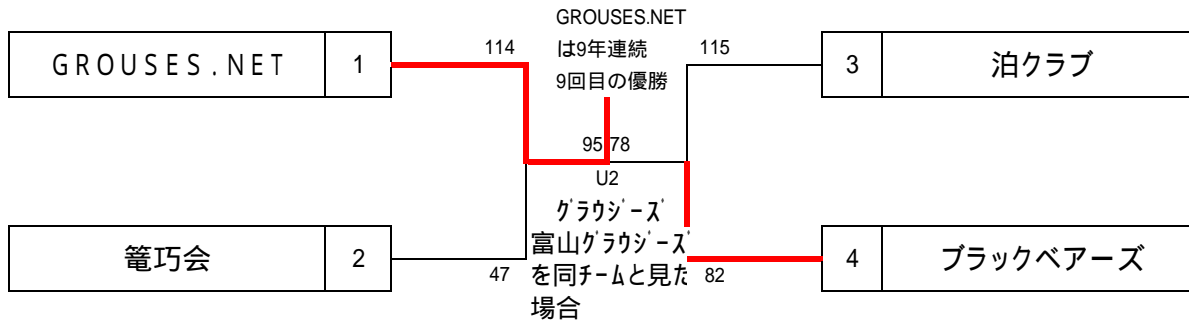 GROUSES.NET
は9年連続
9回目の優勝
114
115
GROUSES.NET
1
3
泊クラブ
95 78
U2
ｸﾞﾗｳｼﾞｰｽﾞ
富山ｸﾞﾗｳｼﾞｰｽﾞ
を同ﾁｰﾑと見た
場合
篭巧会
2
47
82
4
ブラックベアーズ